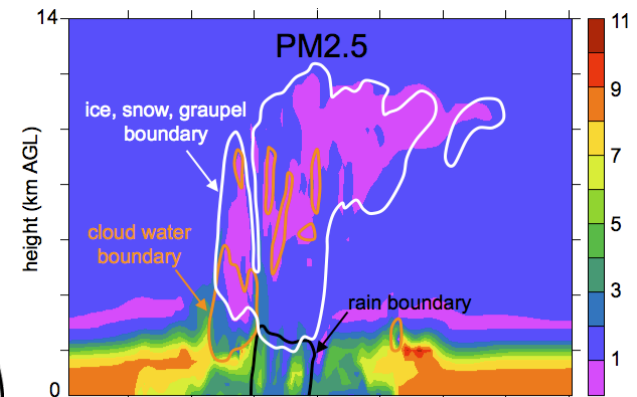 14
PM2.5
11
9
7
5
3
1
ice, snow, graupel
boundary
height (km AGL)
cloud water
boundary
rain boundary
0